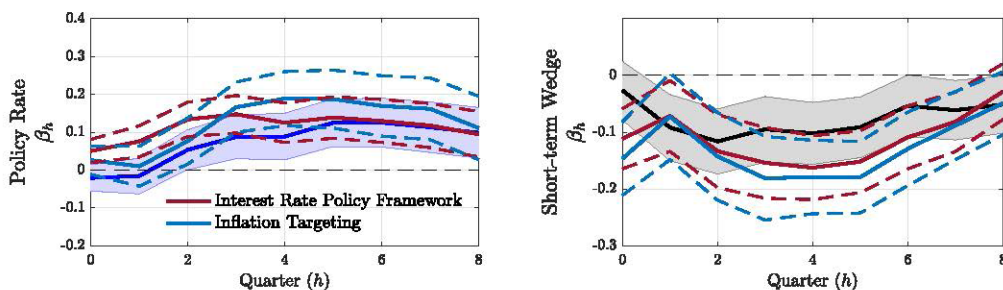 Policy Rate
β_h
0.4
0.3
0.2
0.1
0
-0.1
-0.2
Interest Rate Policy Framework
Inflation Targeting
0 2 4 6 8
Quarter (h)
Short-term Wedge
β_h
0
-0.1
-0.2
-0.3
0 2 4 6 8
Quarter (h)